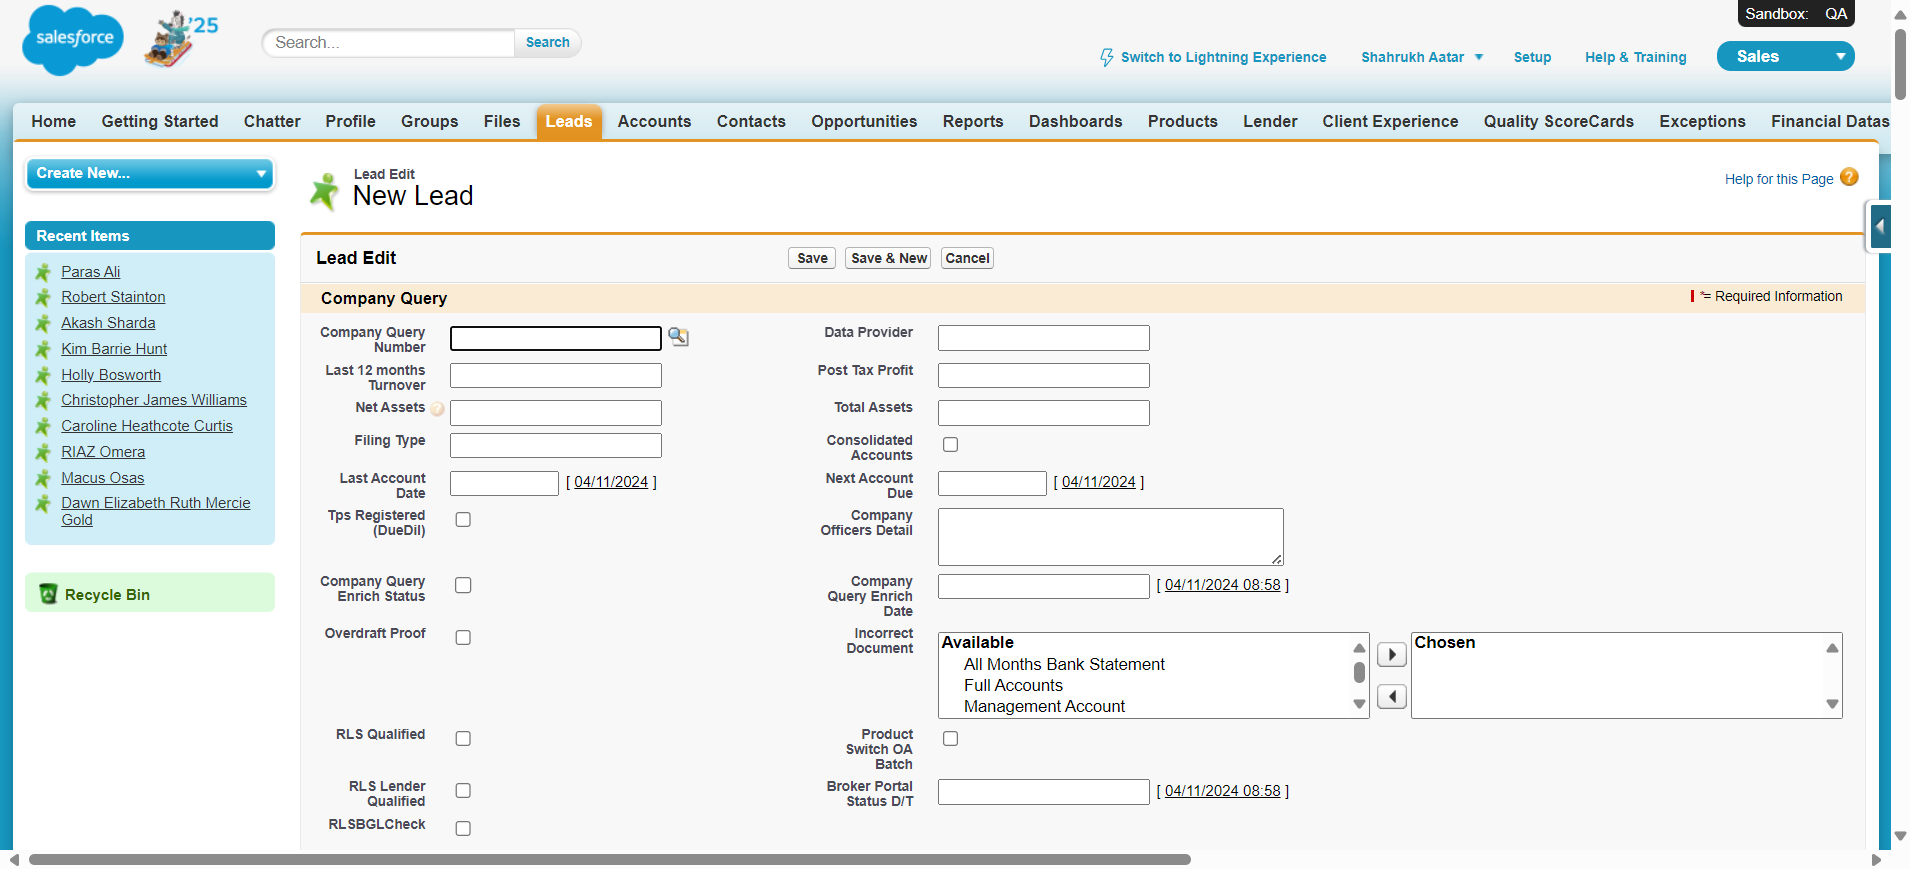 Sandbox: QA
salesforce
'25
Search...
Search
Switch to Lightning Experience
Shahrukh Aatar
Setup
Help & Training
Sales
Home
Getting Started
Chatter
Profile
Groups
Files
Leads
Accounts
Contacts
Opportunities
Reports
Dashboards
Products
Lender
Client Experience
Quality ScoreCards
Exceptions
Financial Datas
Create New...
Recent Items
Paras Ali
Robert Stainton
Akash Sharda
Kim Barrie Hunt
Holly Bosworth
Christopher James Williams
Caroline Heathcote Curtis
RIAZ Omera
Macus Osas
Dawn Elizabeth Ruth Mercie
Gold
Recycle Bin
Lead Edit
New Lead
Help for this Page ?
Lead Edit
Save
Save & New
Cancel
Company Query
*= Required Information
Company Query
Number
Data Provider
Last 12 months
Turnover
Post Tax Profit
Net Assets ?
Total Assets
Filing Type
Consolidated
Accounts
Last Account
Date
[ 04/11/2024 ]
Next Account
Due
[ 04/11/2024 ]
Tps Registered
(DueDil)
Company
Officers Detail
Company Query
Enrich Status
Company
Query Enrich
Date
[ 04/11/2024 08:58 ]
Overdraft Proof
Incorrect
Document
Available
All Months Bank Statement
Full Accounts
Management Account
Chosen
RLS Qualified
Product
Switch OA
Batch
RLS Lender
Qualified
Broker Portal
Status D/T
[ 04/11/2024 08:58 ]
RLSBGLCheck